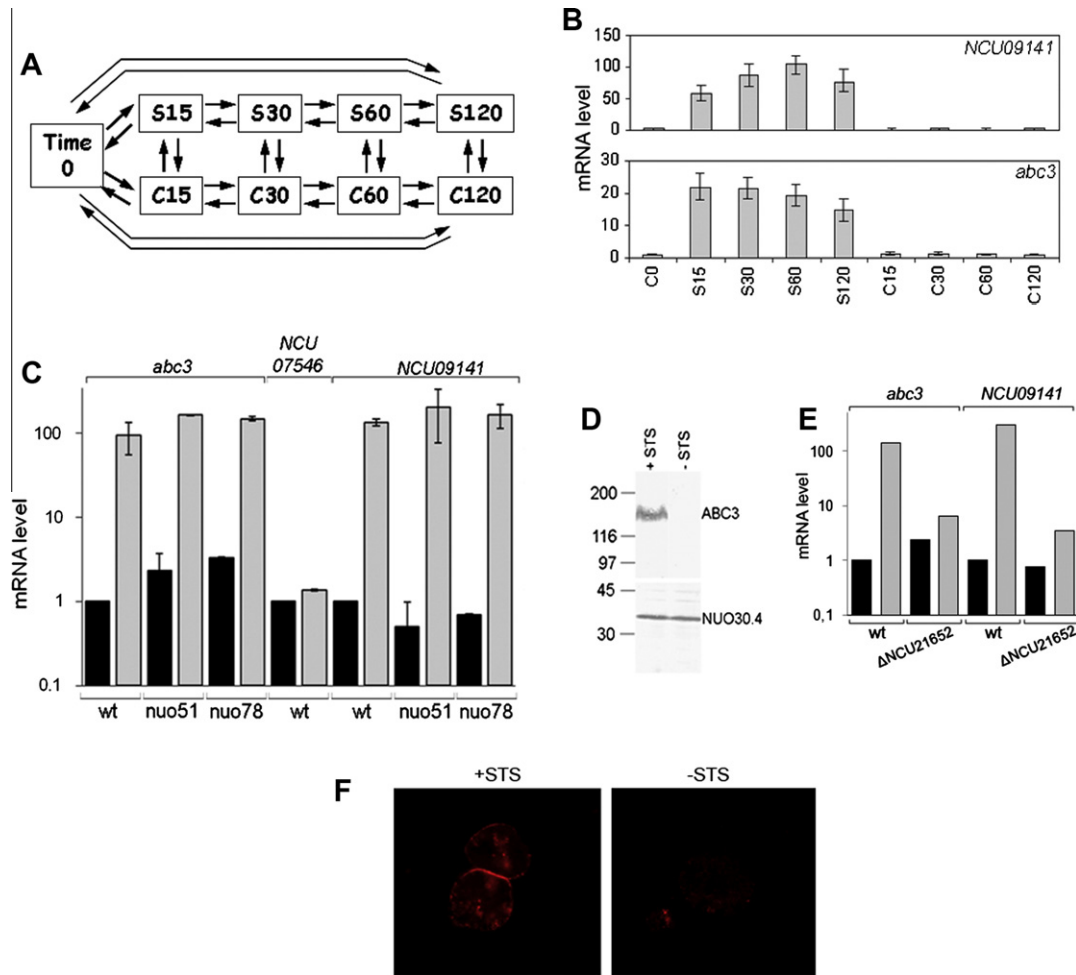 A
Time
0
S15
S30
S60
S120
C15
C30
C60
C120
B
mRNA level
150
100
50
0
NCU09141
30
20
10
0
abc3
C0
S15
S30
S60
S120
C15
C30
C60
C120
C
abc3
NCU
07546
NCU09141
mRNA level
100
10
1
0.1
wt
nuo51
nuo78
wt
wt
nuo51
nuo78
D
+ STS
- STS
200
116
97
45
30
ABC3
NUO30.4
E
abc3
NCU09141
mRNA level
100
10
1
0,1
wt
ΔNCU21652
wt
ΔNCU21652
F
+STS
-STS